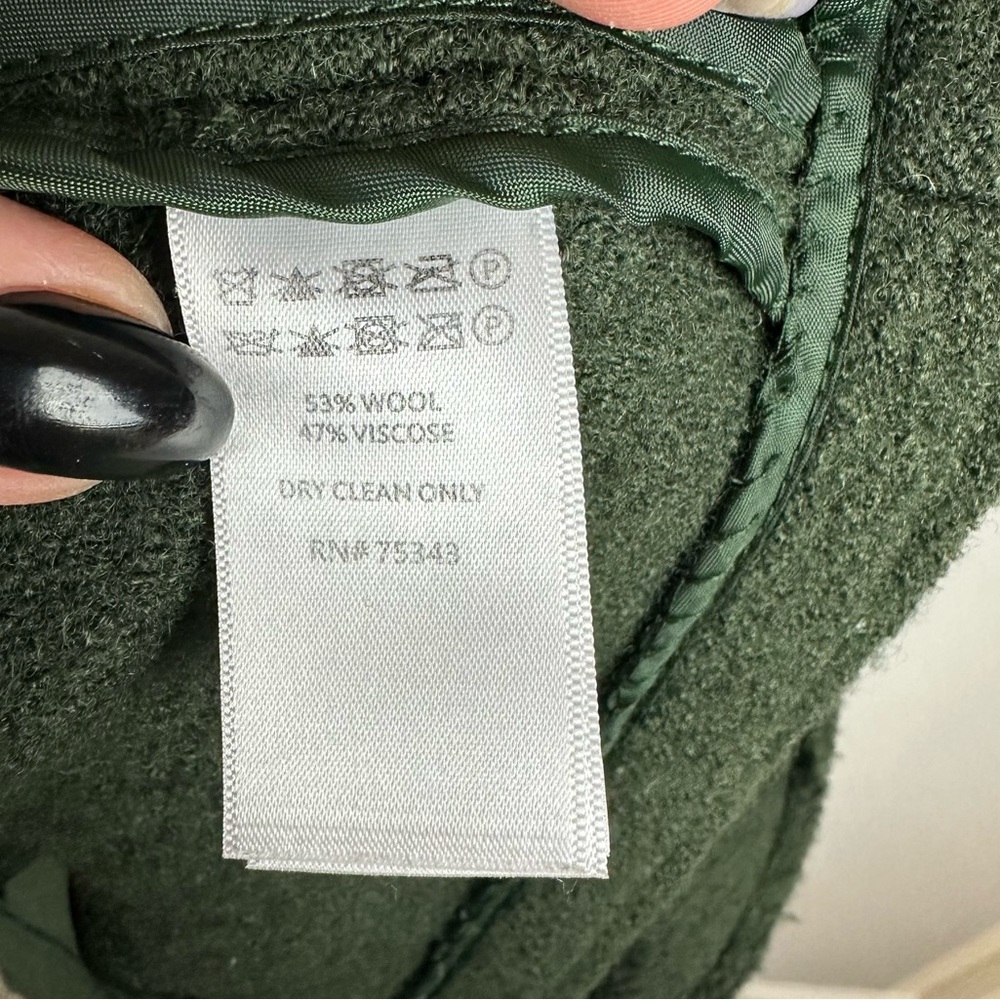 P
P
53% WOOL
47% VISCOSE
DRY CLEAN ONLY
RN# 75343